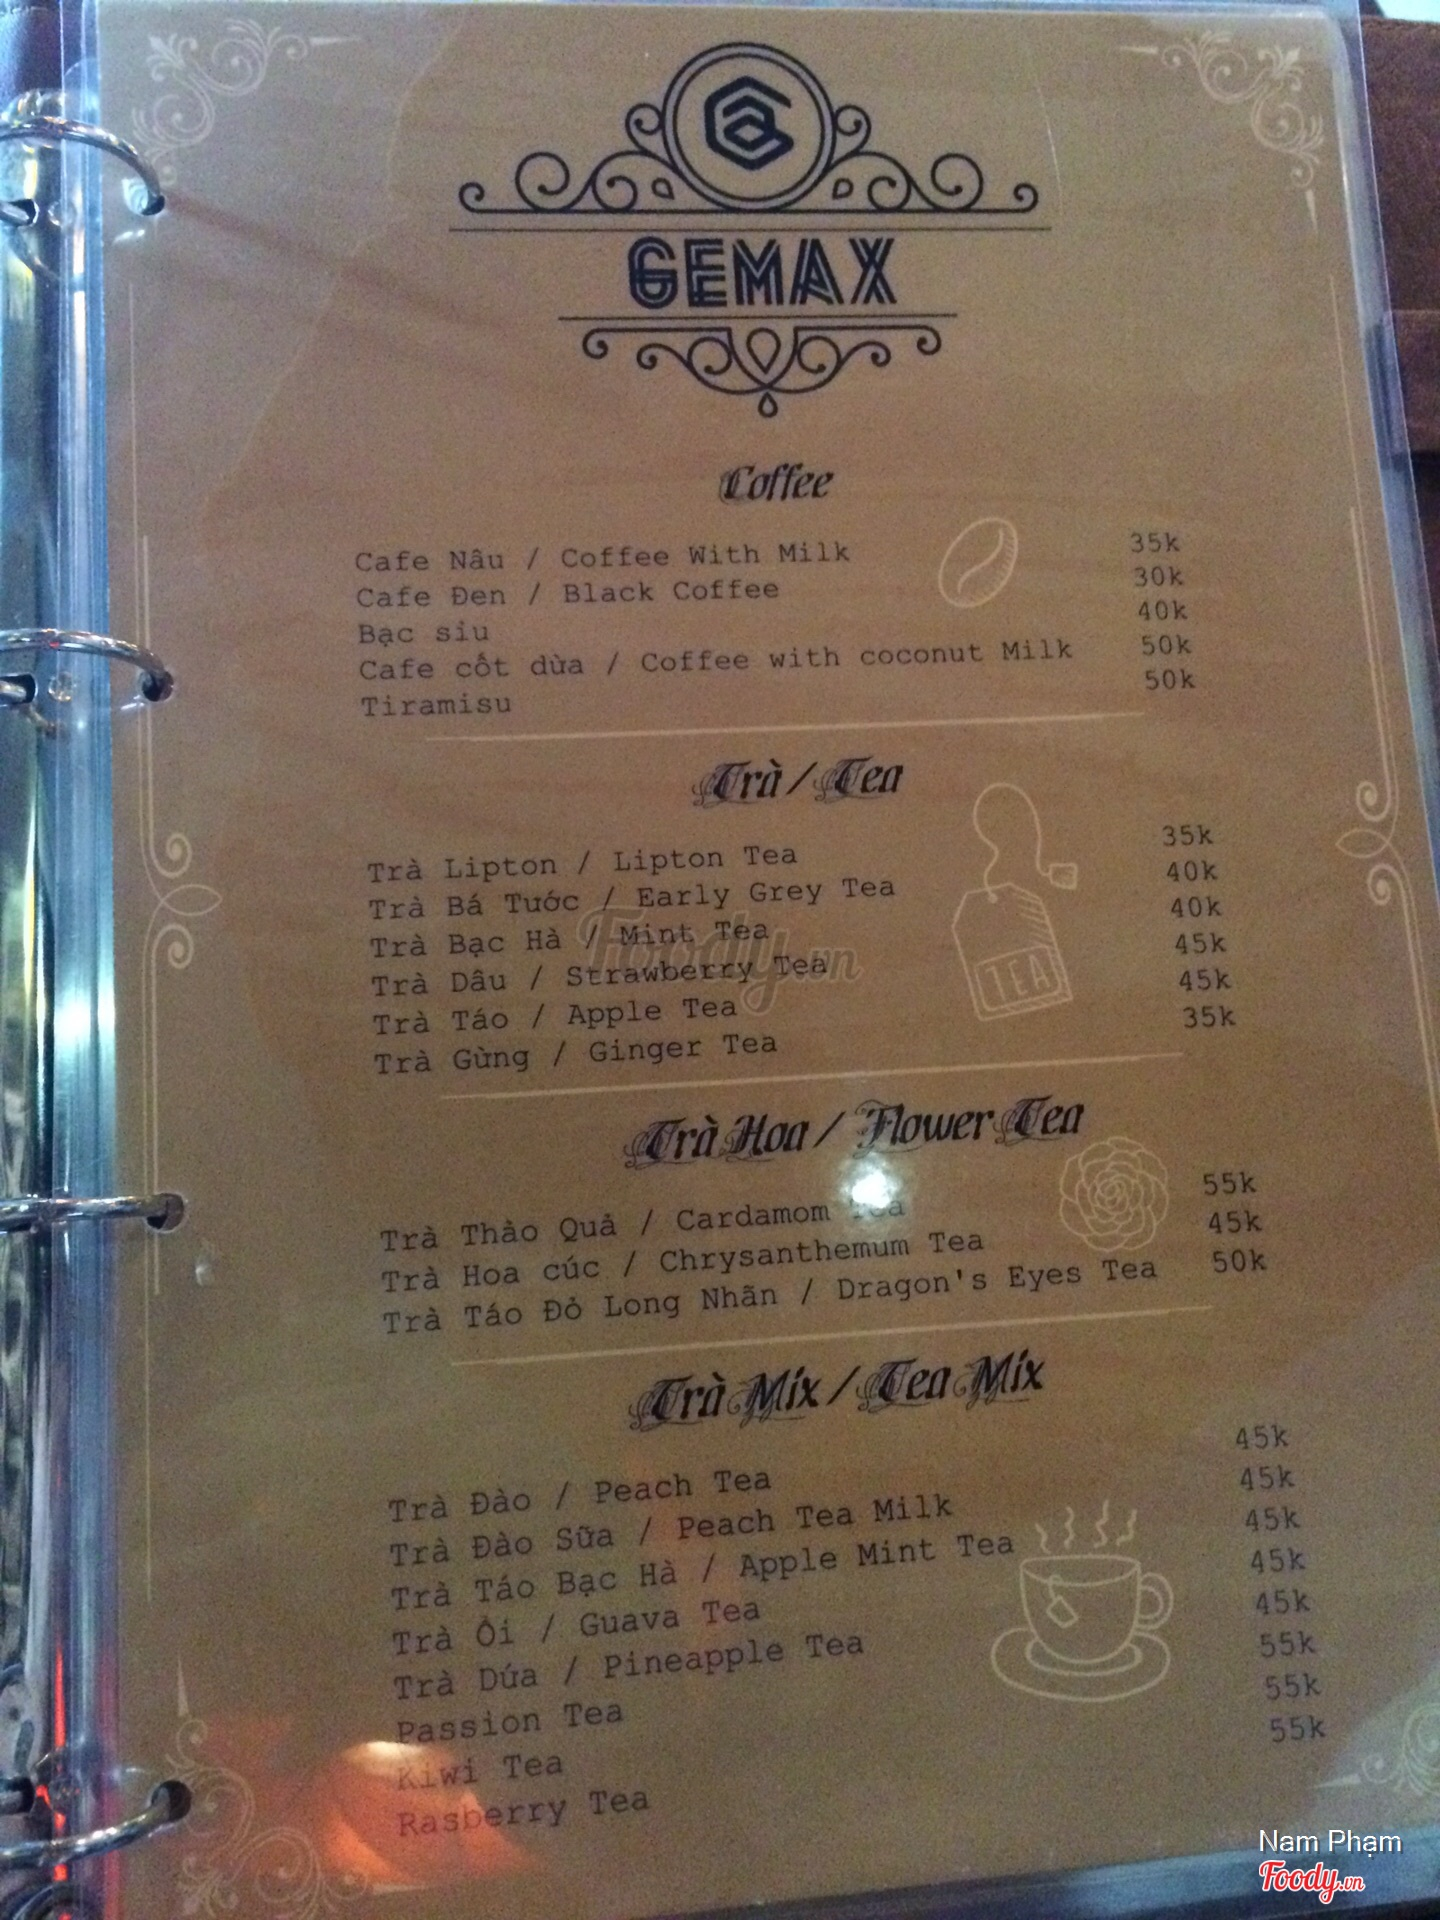 GEMAX
Coffee
Cafe Nâu / Coffee With Milk 35k
Cafe Đen / Black Coffee 30k
Bạc siu 40k
Cafe cốt dừa / Coffee with coconut Milk 50k
Tiramisu 50k
Trà / Tea
Trà Lipton / Lipton Tea 35k
Trà Bá Tước / Early Grey Tea 40k
Trà Bạc Hà / Mint Tea 40k
Trà Dâu / Strawberry Tea 45k
Trà Táo / Apple Tea 45k
Trà Gừng / Ginger Tea 35k
TEA
Foody.vn
Trà Hoa / Flower Tea
Trà Thảo Quả / Cardamom Tea 55k
Trà Hoa cúc / Chrysanthemum Tea 45k
Trà Táo Đỏ Long Nhãn / Dragon's Eyes Tea 50k
Trà Mix / Tea Mix
Trà Đào / Peach Tea 45k
Trà Đào Sữa / Peach Tea Milk 45k
Trà Táo Bạc Hà / Apple Mint Tea 45k
Trà Ổi / Guava Tea 45k
Trà Dứa / Pineapple Tea 45k
Passion Tea 55k
Kiwi Tea 55k
Rasberry Tea 55k
Nam Phạm
Foody.vn